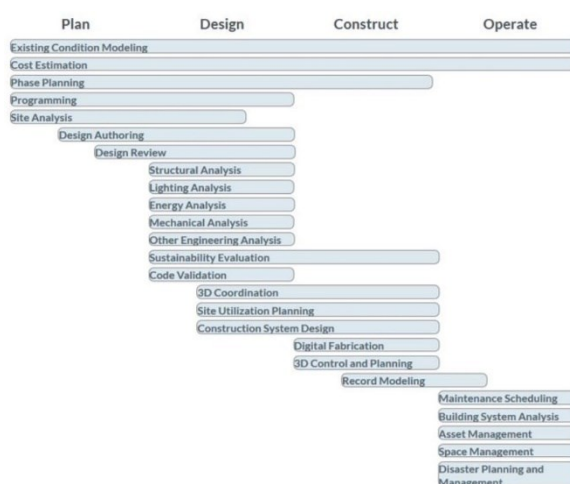 Plan Design Construct Operate
Existing Condition Modeling
Cost Estimation
Phase Planning
Programming
Site Analysis
Design Authoring
Design Review
Structural Analysis
Lighting Analysis
Energy Analysis
Mechanical Analysis
Other Engineering Analysis
Sustainability Evaluation
Code Validation
3D Coordination
Site Utilization Planning
Construction System Design
Digital Fabrication
3D Control and Planning
Record Modeling
Maintenance Scheduling
Building System Analysis
Asset Management
Space Management
Disaster Planning and
Management